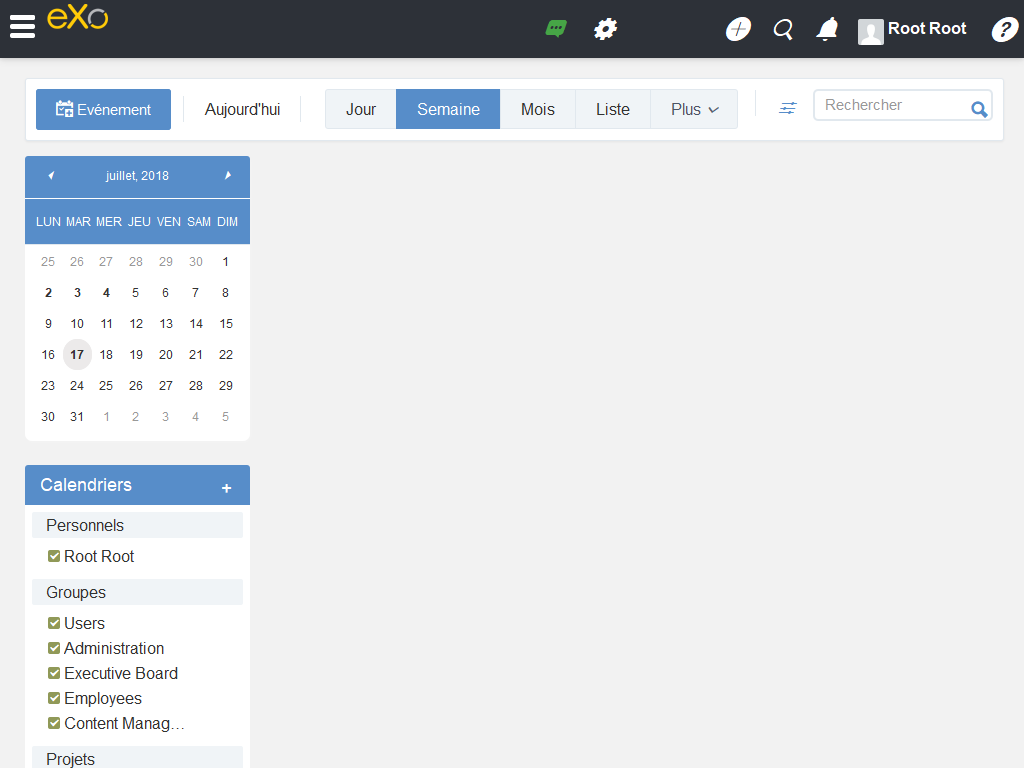 eXo
Root Root
?
Evénement
Aujourd'hui
Jour Semaine Mois Liste Plus
Rechercher
juillet, 2018
LUN MAR MER JEU VEN SAM DIM
25 26 27 28 29 30 1
2 3 4 5 6 7 8
9 10 11 12 13 14 15
16 17 18 19 20 21 22
23 24 25 26 27 28 29
30 31 1 2 3 4 5
Calendriers +
Personnels
Root Root
Groupes
Users
Administration
Executive Board
Employees
Content Manag…
Projets